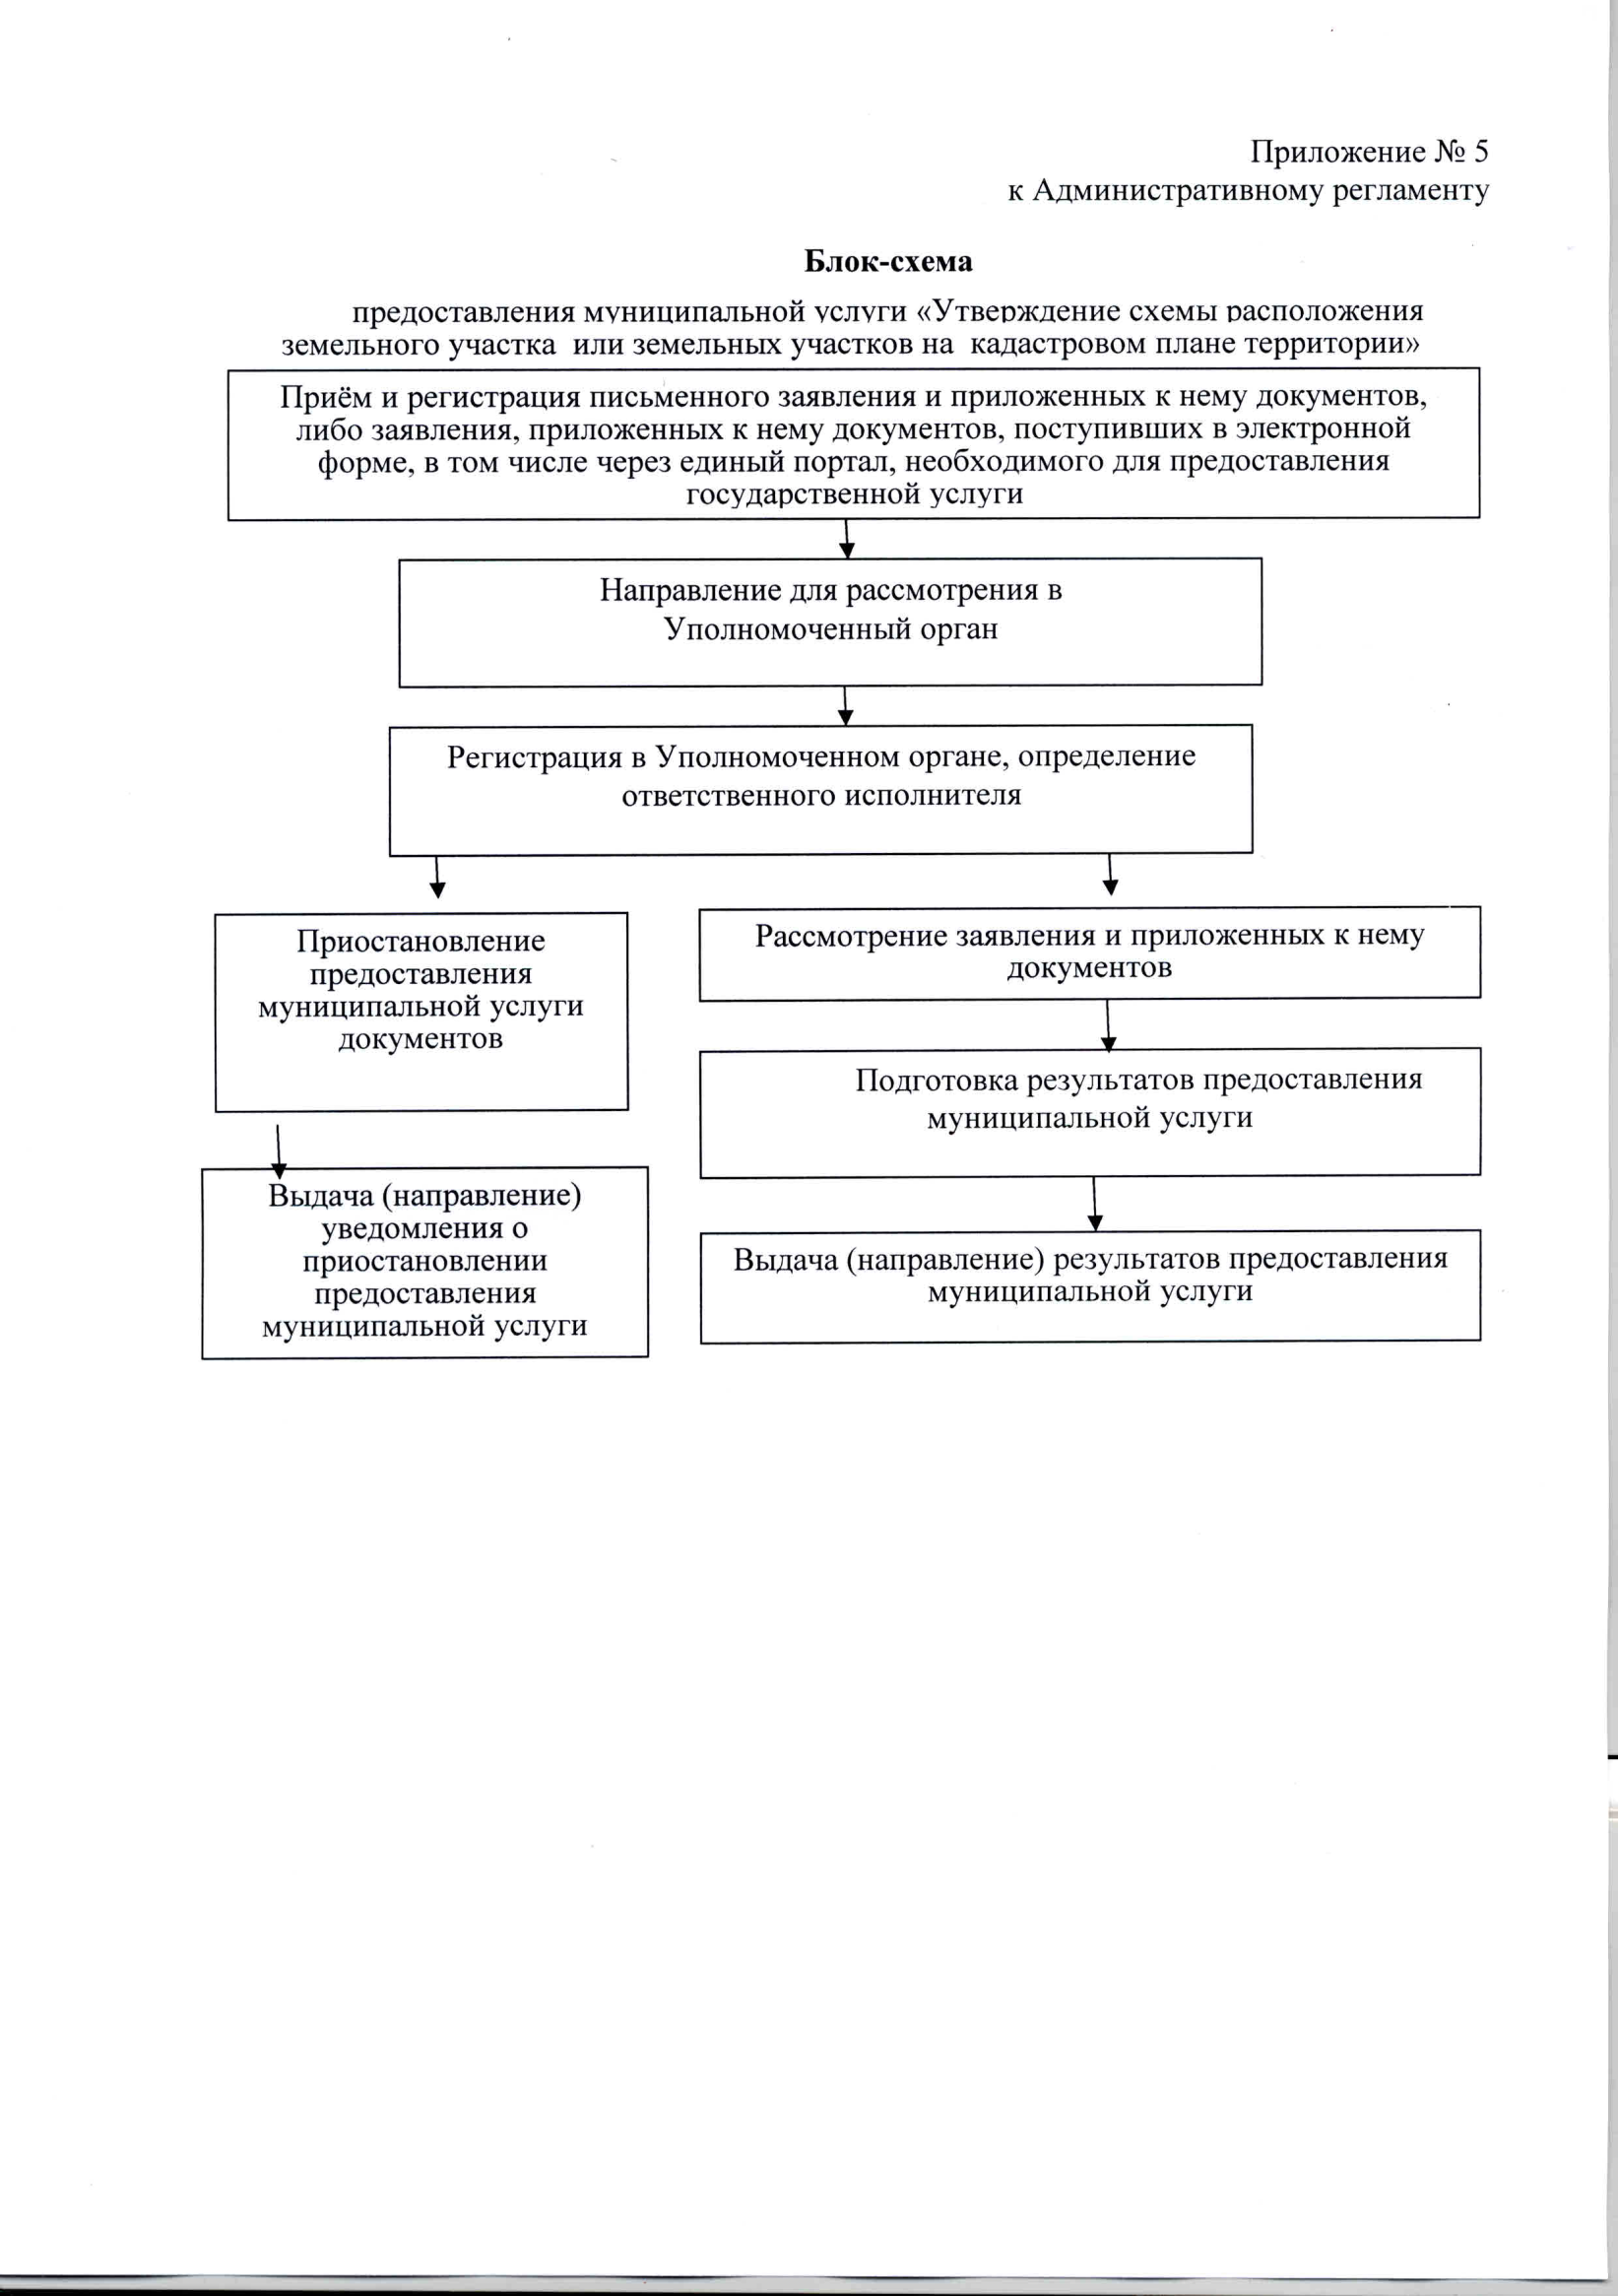 Приложение № 5
к Административному регламенту
Блок-схема
предоставления муниципальной услуги «Утверждение схемы расположения
земельного участка или земельных участков на кадастровом плане территории»
Приём и регистрация письменного заявления и приложенных к нему документов,
либо заявления, приложенных к нему документов, поступивших в электронной
форме, в том числе через единый портал, необходимого для предоставления
государственной услуги
Направление для рассмотрения в
Уполномоченный орган
Регистрация в Уполномоченном органе, определение
ответственного исполнителя
Приостановление
предоставления
муниципальной услуги
документов
Выдача (направление)
уведомления о
приостановлении
предоставления
муниципальной услуги
Рассмотрение заявления и приложенных к нему
документов
Подготовка результатов предоставления
муниципальной услуги
Выдача (направление) результатов предоставления
муниципальной услуги